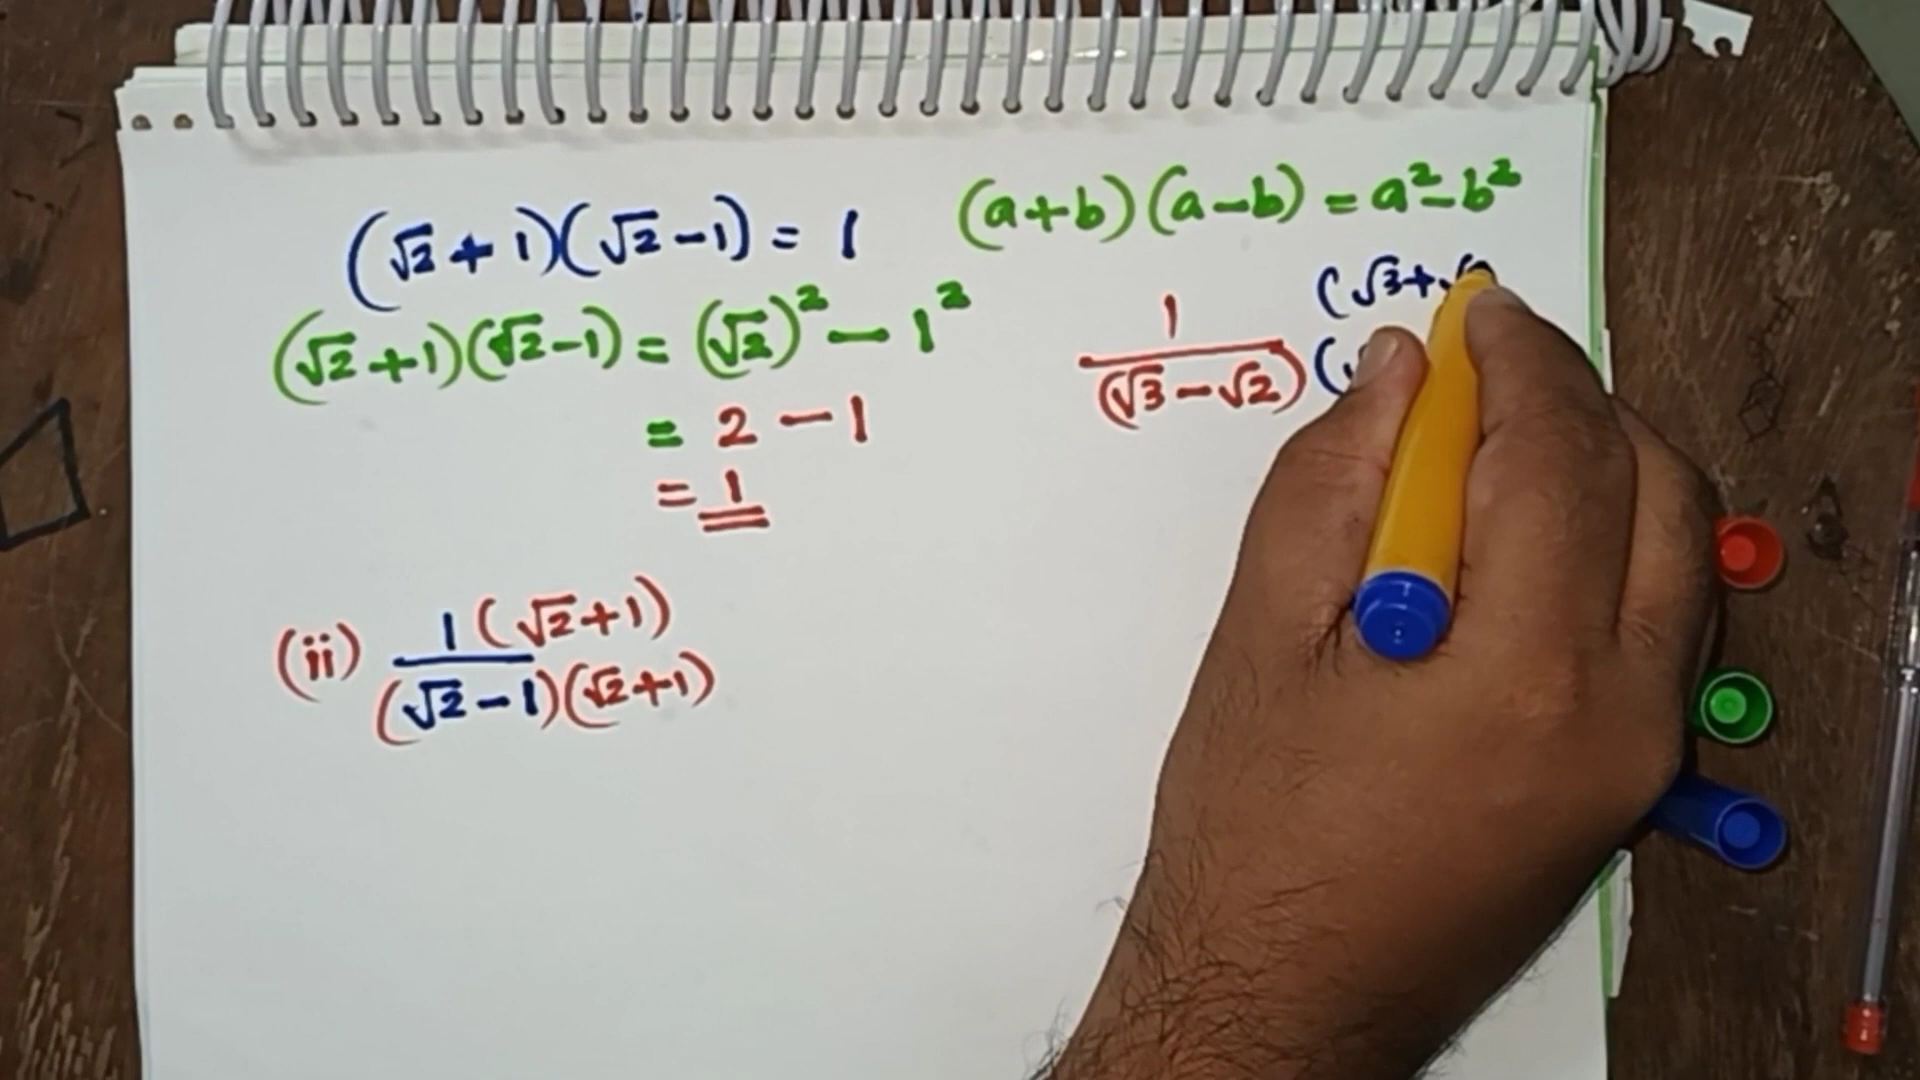 (√2 + 1)(√2 - 1) = 1
(a+b)(a-b) = a² - b²
(√2 + 1)(√2 - 1) = (√2)² - 1²
= 2 - 1
= 1
1 (√3 +
(√3 - √2) (
(ii) 1 (√2 + 1)
(√2 - 1)(√2 + 1)